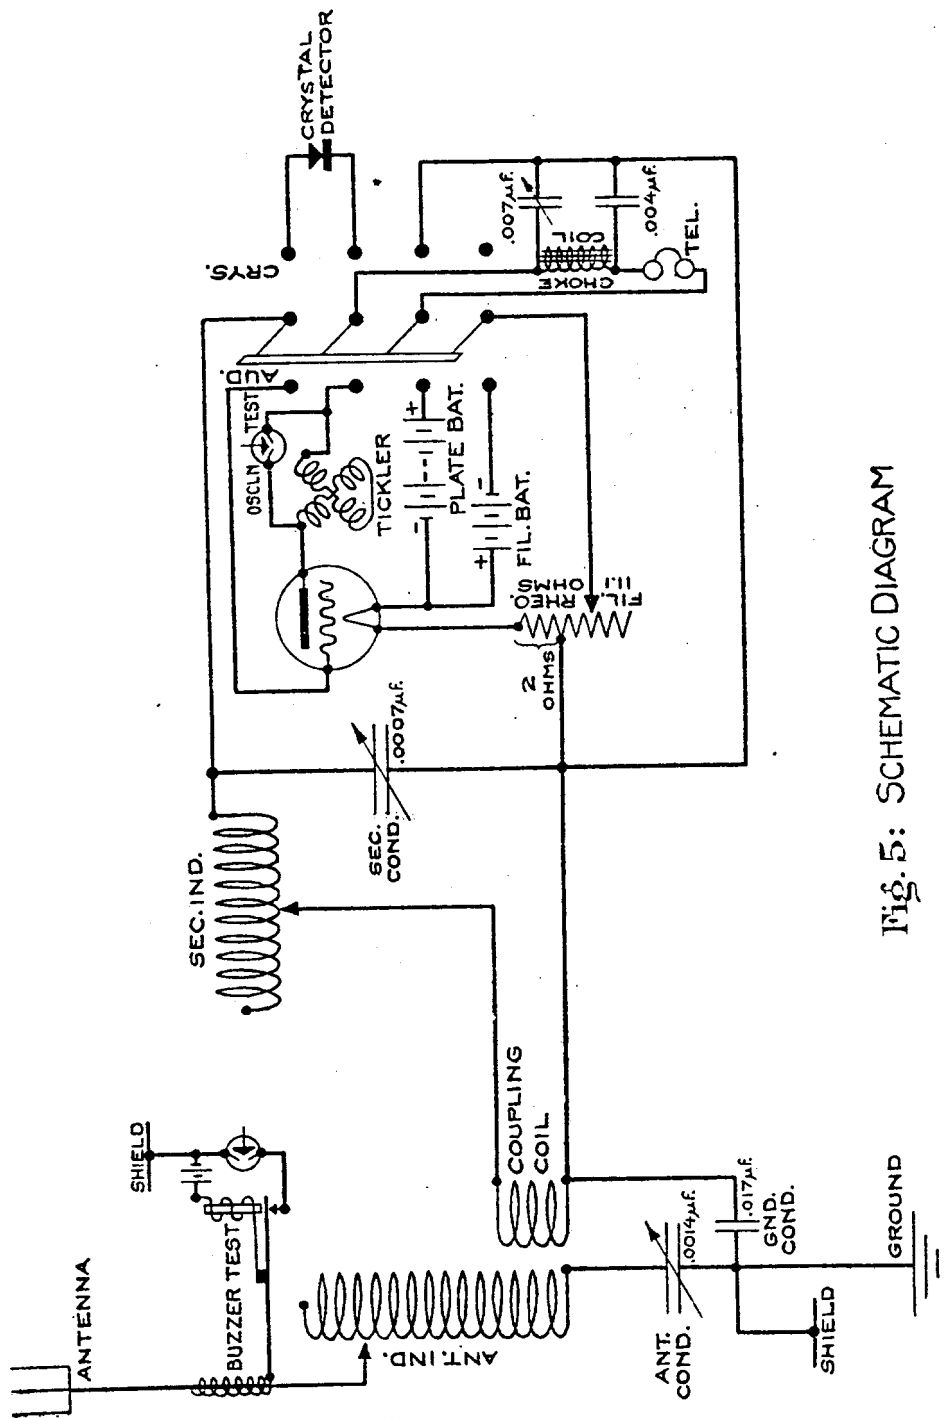 ANTENNA
BUZZER TEST
SHIELD
ANT. IND.
COUPLING
COIL
ANT.
COND.
.0014µf.
.017µf.
GND.
COND.
SHIELD
GROUND
SEC. IND.
SEC.
COND.
.0007µf.
2
OHMS
FIL.
RHEO.
11.1
OHMS
OSCLN TEST
TICKLER
- +
PLATE BAT.
+ -
FIL. BAT.
AUD.
CRYS.
CRYSTAL
DETECTOR
CHOKE
COIL
.007µf.
.004µf.
TEL.
Fig. 5: SCHEMATIC DIAGRAM